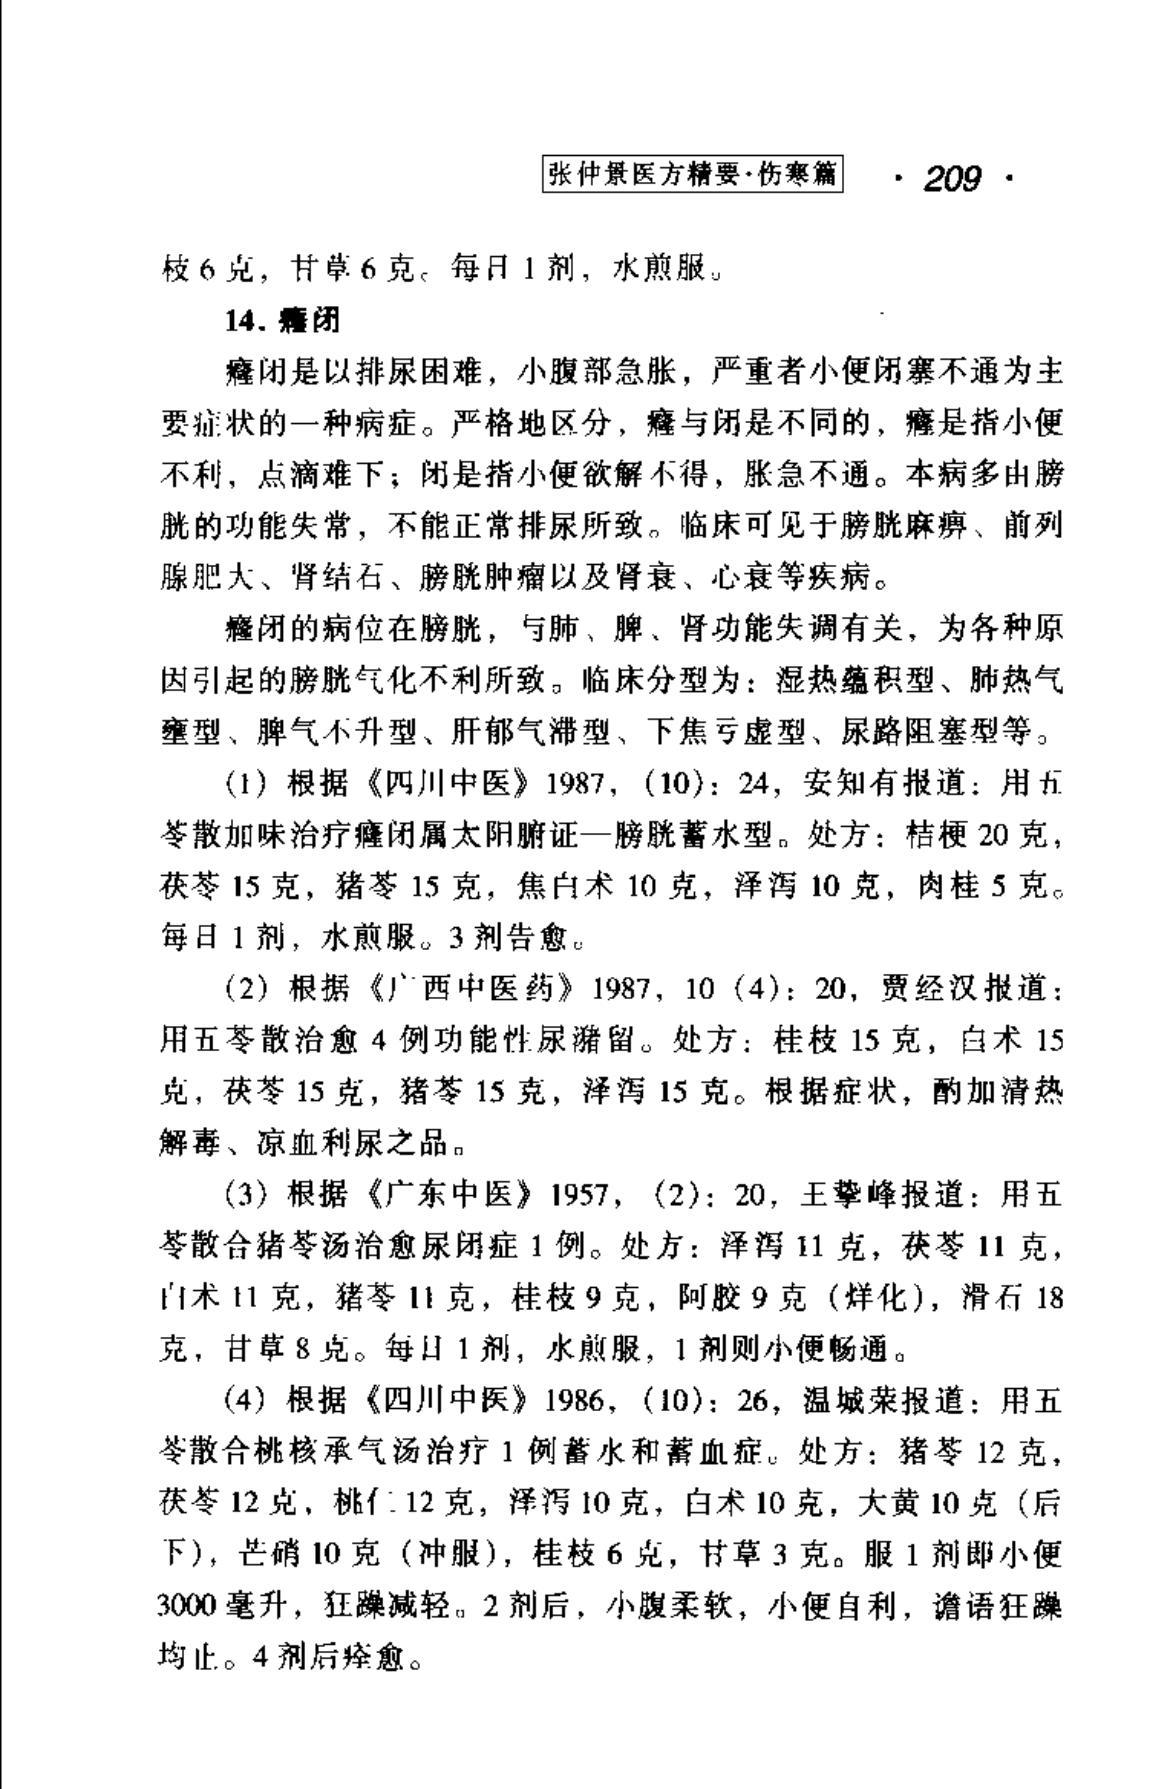 张仲景医方精要·伤寒篇 · 209 ·
枝 6 克，甘草 6 克。每日 1 剂，水煎服。
14. 癃闭
癃闭是以排尿困难，小腹部急胀，严重者小便闭塞不通为主
要症状的一种病症。严格地区分，癃与闭是不同的，癃是指小便
不利，点滴难下；闭是指小便欲解不得，胀急不通。本病多由膀
胱的功能失常，不能正常排尿所致。临床可见于膀胱麻痹、前列
腺肥大、肾结石、膀胱肿瘤以及肾衰、心衰等疾病。
癃闭的病位在膀胱，与肺、脾、肾功能失调有关，为各种原
因引起的膀胱气化不利所致。临床分型为：湿热蕴积型、肺热气
壅型、脾气不升型、肝郁气滞型、下焦亏虚型、尿路阻塞型等。
(1) 根据《四川中医》1987，(10)：24，安知有报道：用五
苓散加味治疗癃闭属太阳腑证—膀胱蓄水型。处方：桔梗 20 克，
茯苓 15 克，猪苓 15 克，焦白术 10 克，泽泻 10 克，肉桂 5 克。
每日 1 剂，水煎服。3 剂告愈。
(2) 根据《广西中医药》1987，10 (4)：20，贾经汉报道：
用五苓散治愈 4 例功能性尿潴留。处方：桂枝 15 克，白术 15
克，茯苓 15 克，猪苓 15 克，泽泻 15 克。根据症状，酌加清热
解毒、凉血利尿之品。
(3) 根据《广东中医》1957，(2)：20，王挚峰报道：用五
苓散合猪苓汤治愈尿闭症 1 例。处方：泽泻 11 克，茯苓 11 克，
白术 11 克，猪苓 11 克，桂枝 9 克，阿胶 9 克（烊化），滑石 18
克，甘草 8 克。每日 1 剂，水煎服，1 剂则小便畅通。
(4) 根据《四川中医》1986，(10)：26，温城荣报道：用五
苓散合桃核承气汤治疗 1 例蓄水和蓄血症。处方：猪苓 12 克，
茯苓 12 克，桃仁 12 克，泽泻 10 克，白术 10 克，大黄 10 克（后
下），芒硝 10 克（冲服），桂枝 6 克，甘草 3 克。服 1 剂即小便
3000 毫升，狂躁减轻。2 剂后，小腹柔软，小便自利，谵语狂躁
均止。4 剂后痊愈。